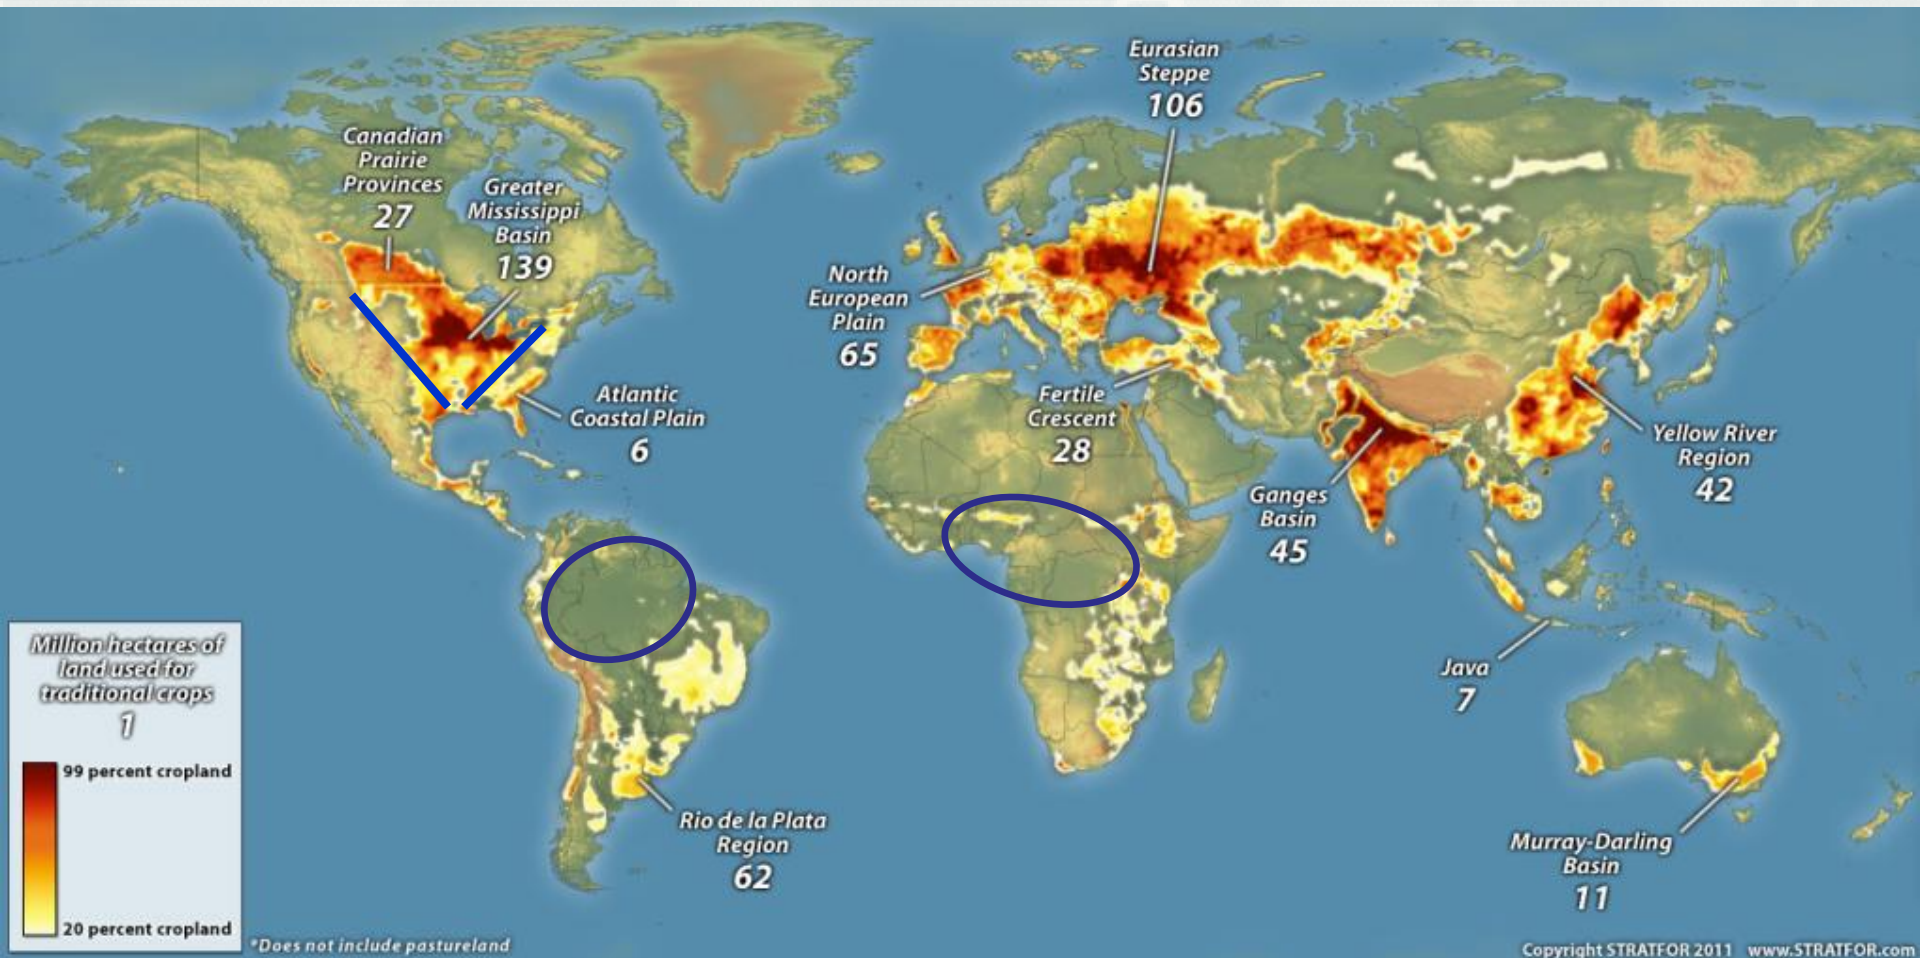 Eurasian
Steppe
106
Canadian
Prairie
Provinces
27
Greater
Mississippi
Basin
139
North
European
Plain
65
Atlantic
Coastal Plain
6
Fertile
Crescent
28
Ganges
Basin
45
Yellow River
Region
42
Java
7
Rio de la Plata
Region
62
Murray-Darling
Basin
11
Million hectares of
land used for
traditional crops
1
99 percent cropland
20 percent cropland
*Does not include pastureland
Copyright STRATFOR 2011 www.STRATFOR.com